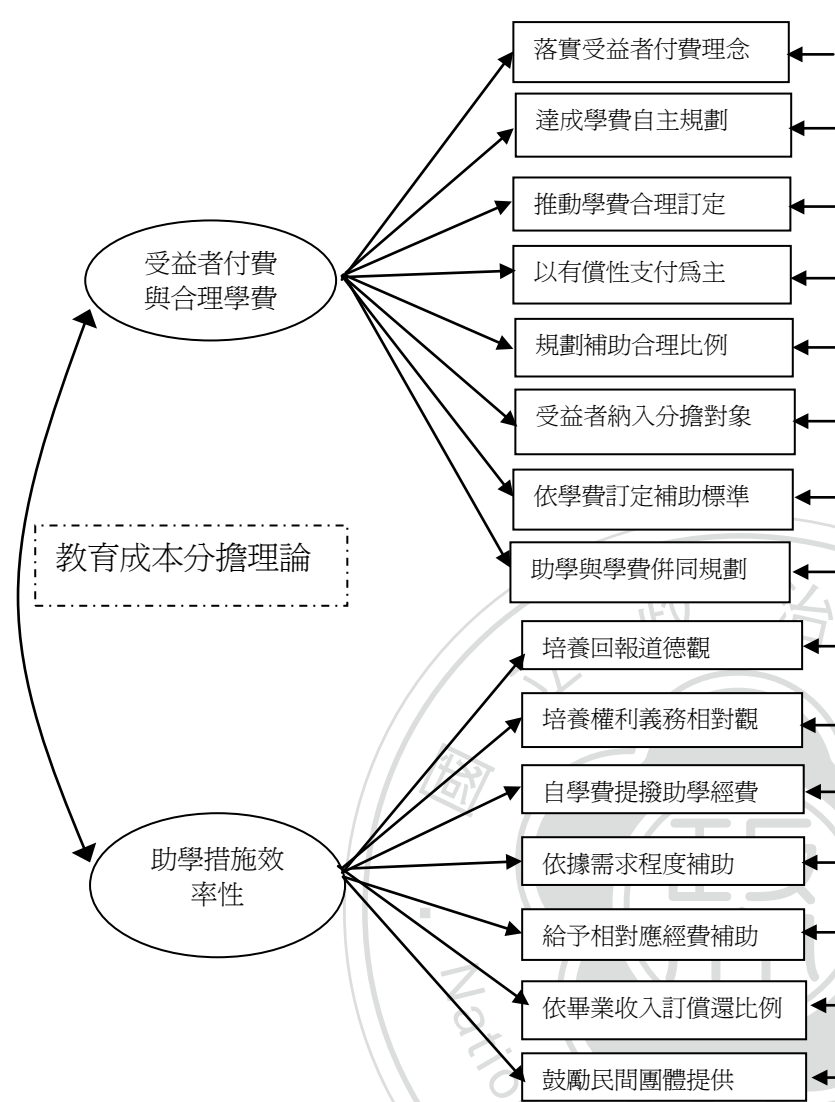 落實受益者付費理念
達成學費自主規劃
推動學費合理訂定
受益者付費
與合理學費
以有償性支付為主
規劃補助合理比例
受益者納入分擔對象
依學費訂定補助標準
教育成本分擔理論
助學與學費併同規劃
培養回報道德觀
培養權利義務相對觀
自學費提撥助學經費
助學措施效
率性
依據需求程度補助
給予相對應經費補助
依畢業收入訂償還比例
鼓勵民間團體提供
國
政
治
Natio